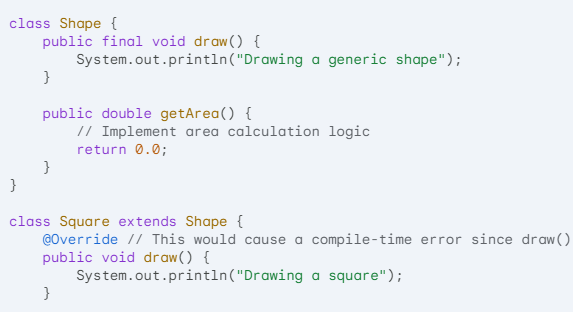 class Shape {
    public final void draw() {
        System.out.println("Drawing a generic shape");
    }

    public double getArea() {
        // Implement area calculation logic
        return 0.0;
    }
}

class Square extends Shape {
    @Override // This would cause a compile-time error since draw()
    public void draw() {
        System.out.println("Drawing a square");
    }